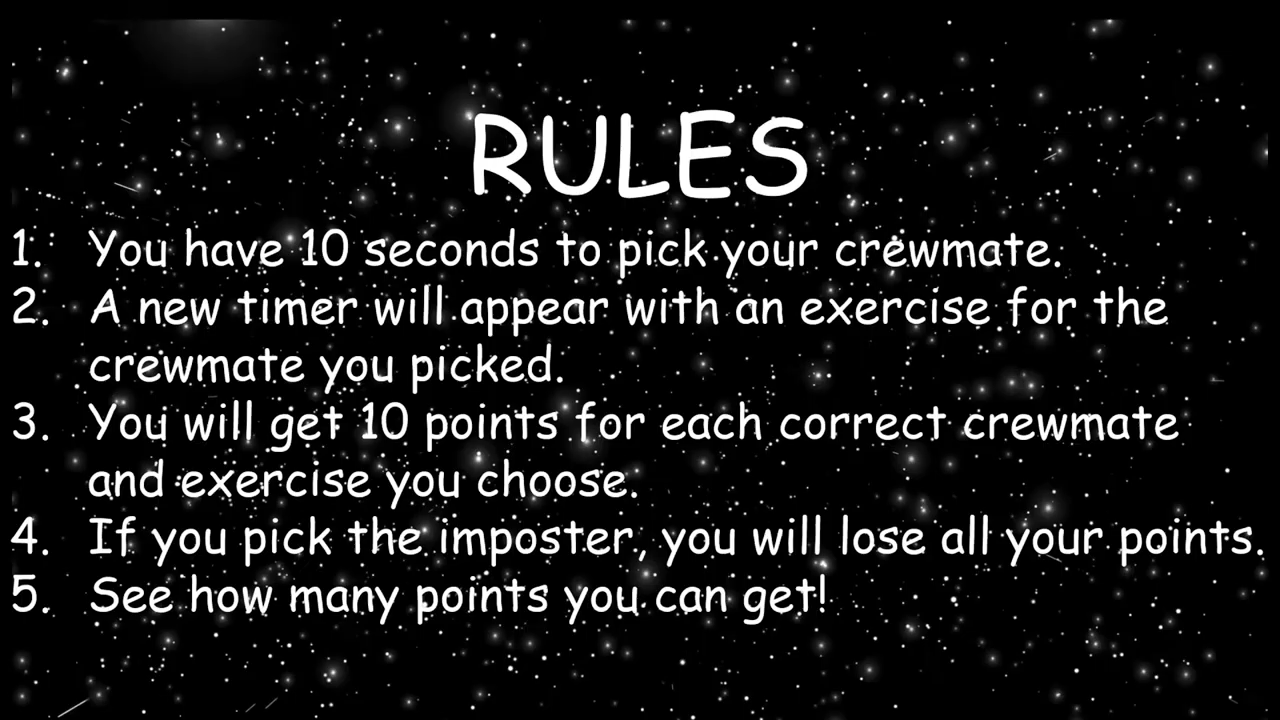 RULES
1. You have 10 seconds to pick your crewmate.
2. A new timer will appear with an exercise for the
crewmate you picked.
3. You will get 10 points for each correct crewmate
and exercise you choose.
4. If you pick the imposter, you will lose all your points.
5. See how many points you can get!